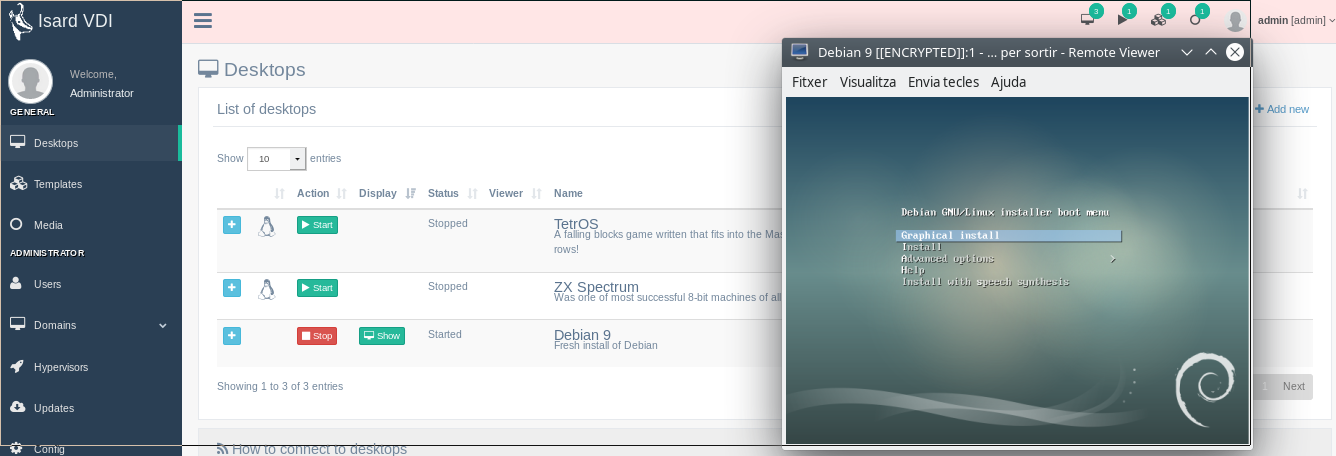 Isard VDI
3
1
1
1
admin [admin]
Welcome,
Administrator
GENERAL
Desktops
Templates
Media
ADMINISTRATOR
Users
Domains
Hypervisors
Updates
Config
Desktops
List of desktops
Add new
Show 10 entries
Action Display Status Viewer Name
Start Stopped TetrOS
A falling blocks game written that fits into the Mas
rows!
Start Stopped ZX Spectrum
Was one of most successful 8-bit machines of all
Stop Show Started Debian 9
Fresh install of Debian
Showing 1 to 3 of 3 entries
1 Next
How to connect to desktops
Debian 9 [[ENCRYPTED]]:1 - ... per sortir - Remote Viewer
Fitxer Visualitza Envia tecles Ajuda
Debian GNU/Linux installer boot menu
Graphical install
Install
Advanced options >
Help
Install with speech synthesis